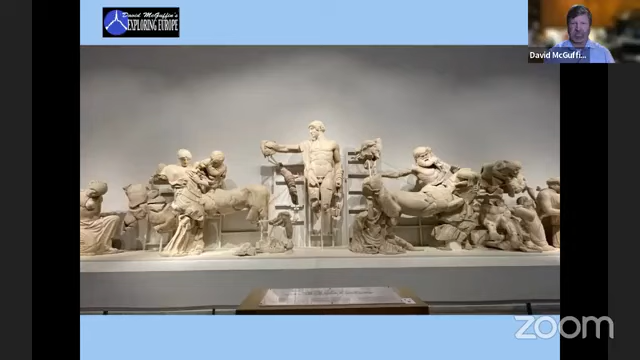 David McGuffin's
EXPLORING EUROPE
David McGuffi...
zoom